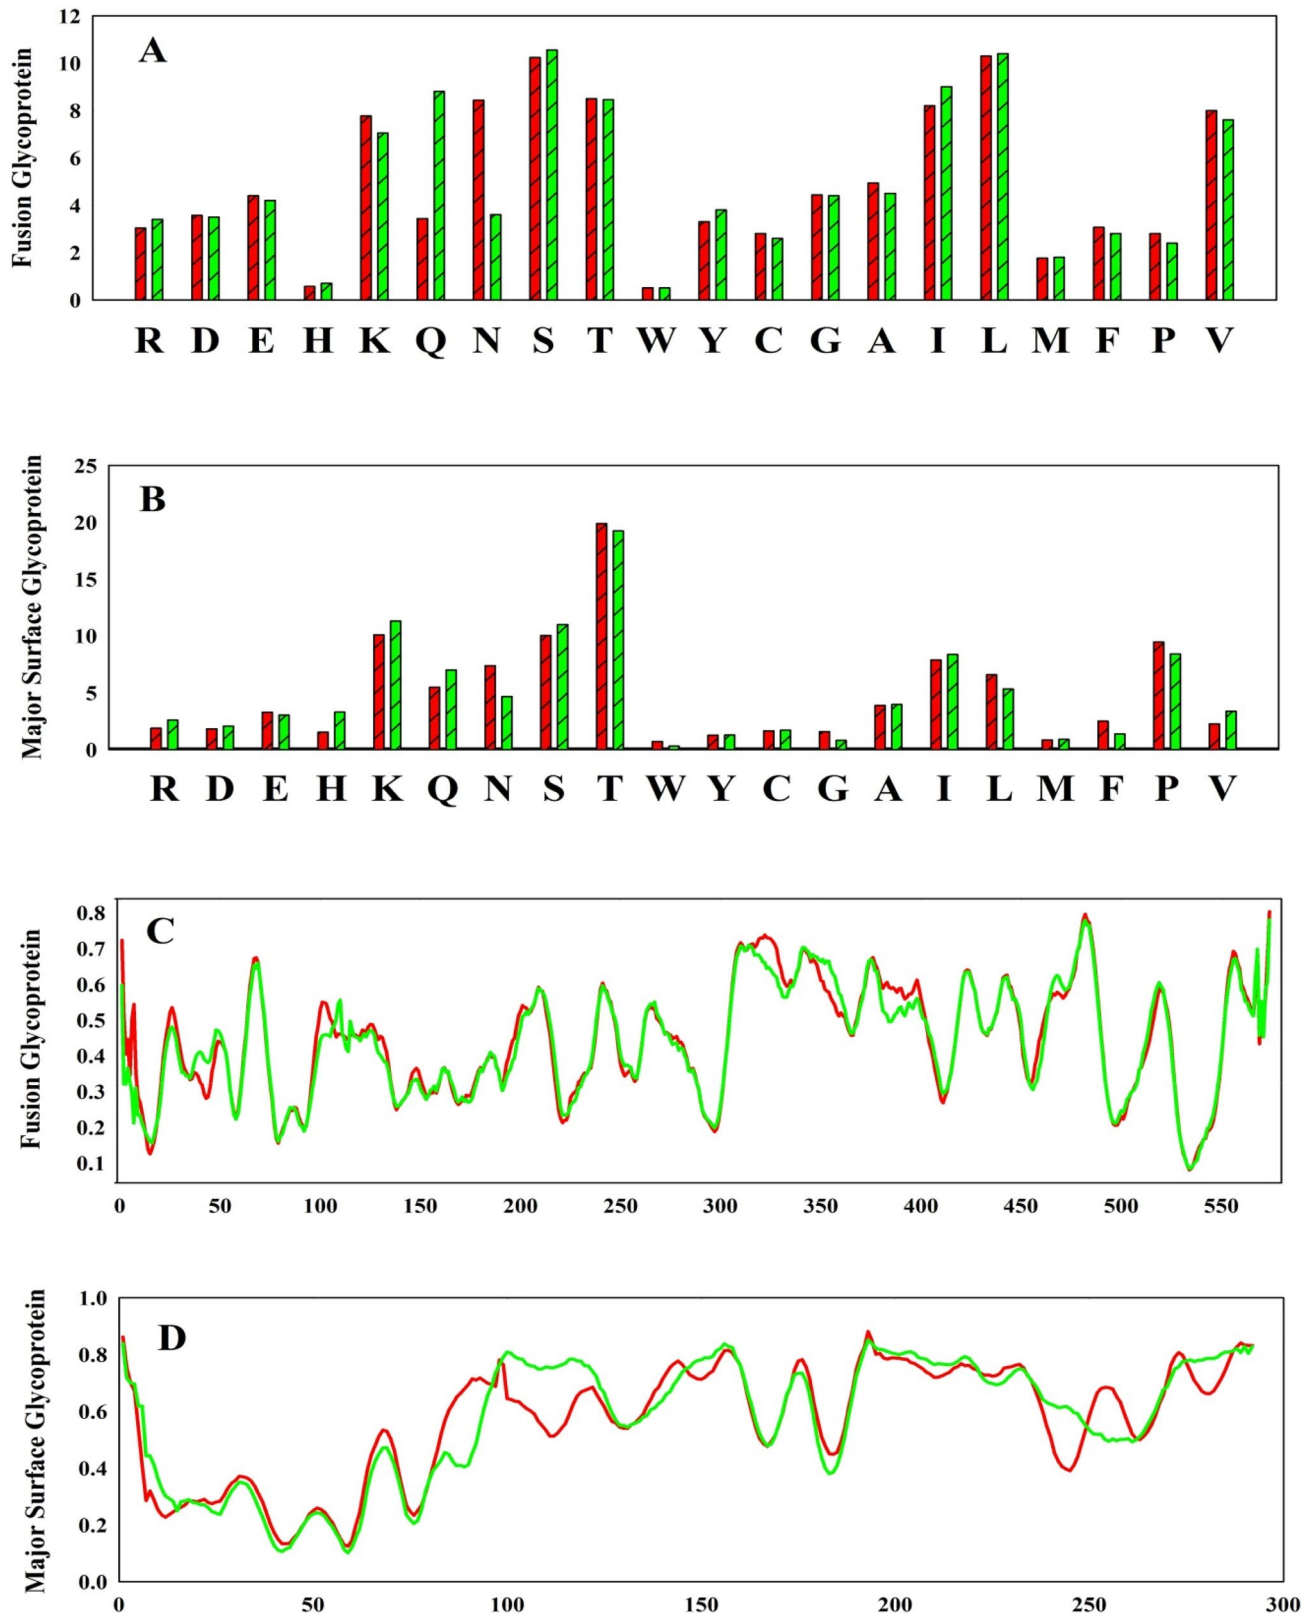 A
Fusion Glycoprotein
12
10
8
6
4
2
0
R D E H K Q N S T W Y C G A I L M F P V
B
Major Surface Glycoprotein
25
20
15
10
5
0
R D E H K Q N S T W Y C G A I L M F P V
C
Fusion Glycoprotein
0.8
0.7
0.6
0.5
0.4
0.3
0.2
0.1
0 50 100 150 200 250 300 350 400 450 500 550
D
Major Surface Glycoprotein
1.0
0.8
0.6
0.4
0.2
0.0
0 50 100 150 200 250 300